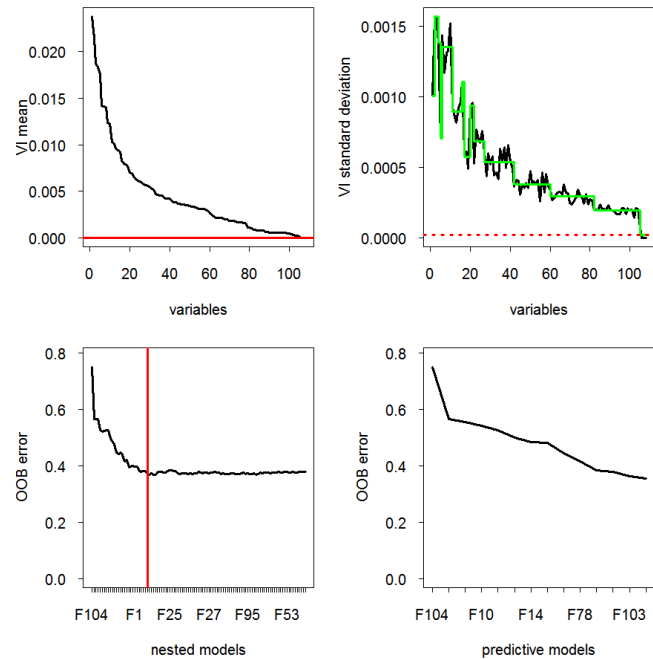 VI mean
0.020
0.015
0.010
0.005
0.000
0 20 40 60 80 100
variables
VI standard deviation
0.0015
0.0010
0.0005
0.0000
0 20 40 60 80 100
variables
OOB error
0.8
0.6
0.4
0.2
0.0
F104 F1 F25 F27 F95 F53
nested models
OOB error
0.8
0.6
0.4
0.2
0.0
F104 F10 F14 F78 F103
predictive models